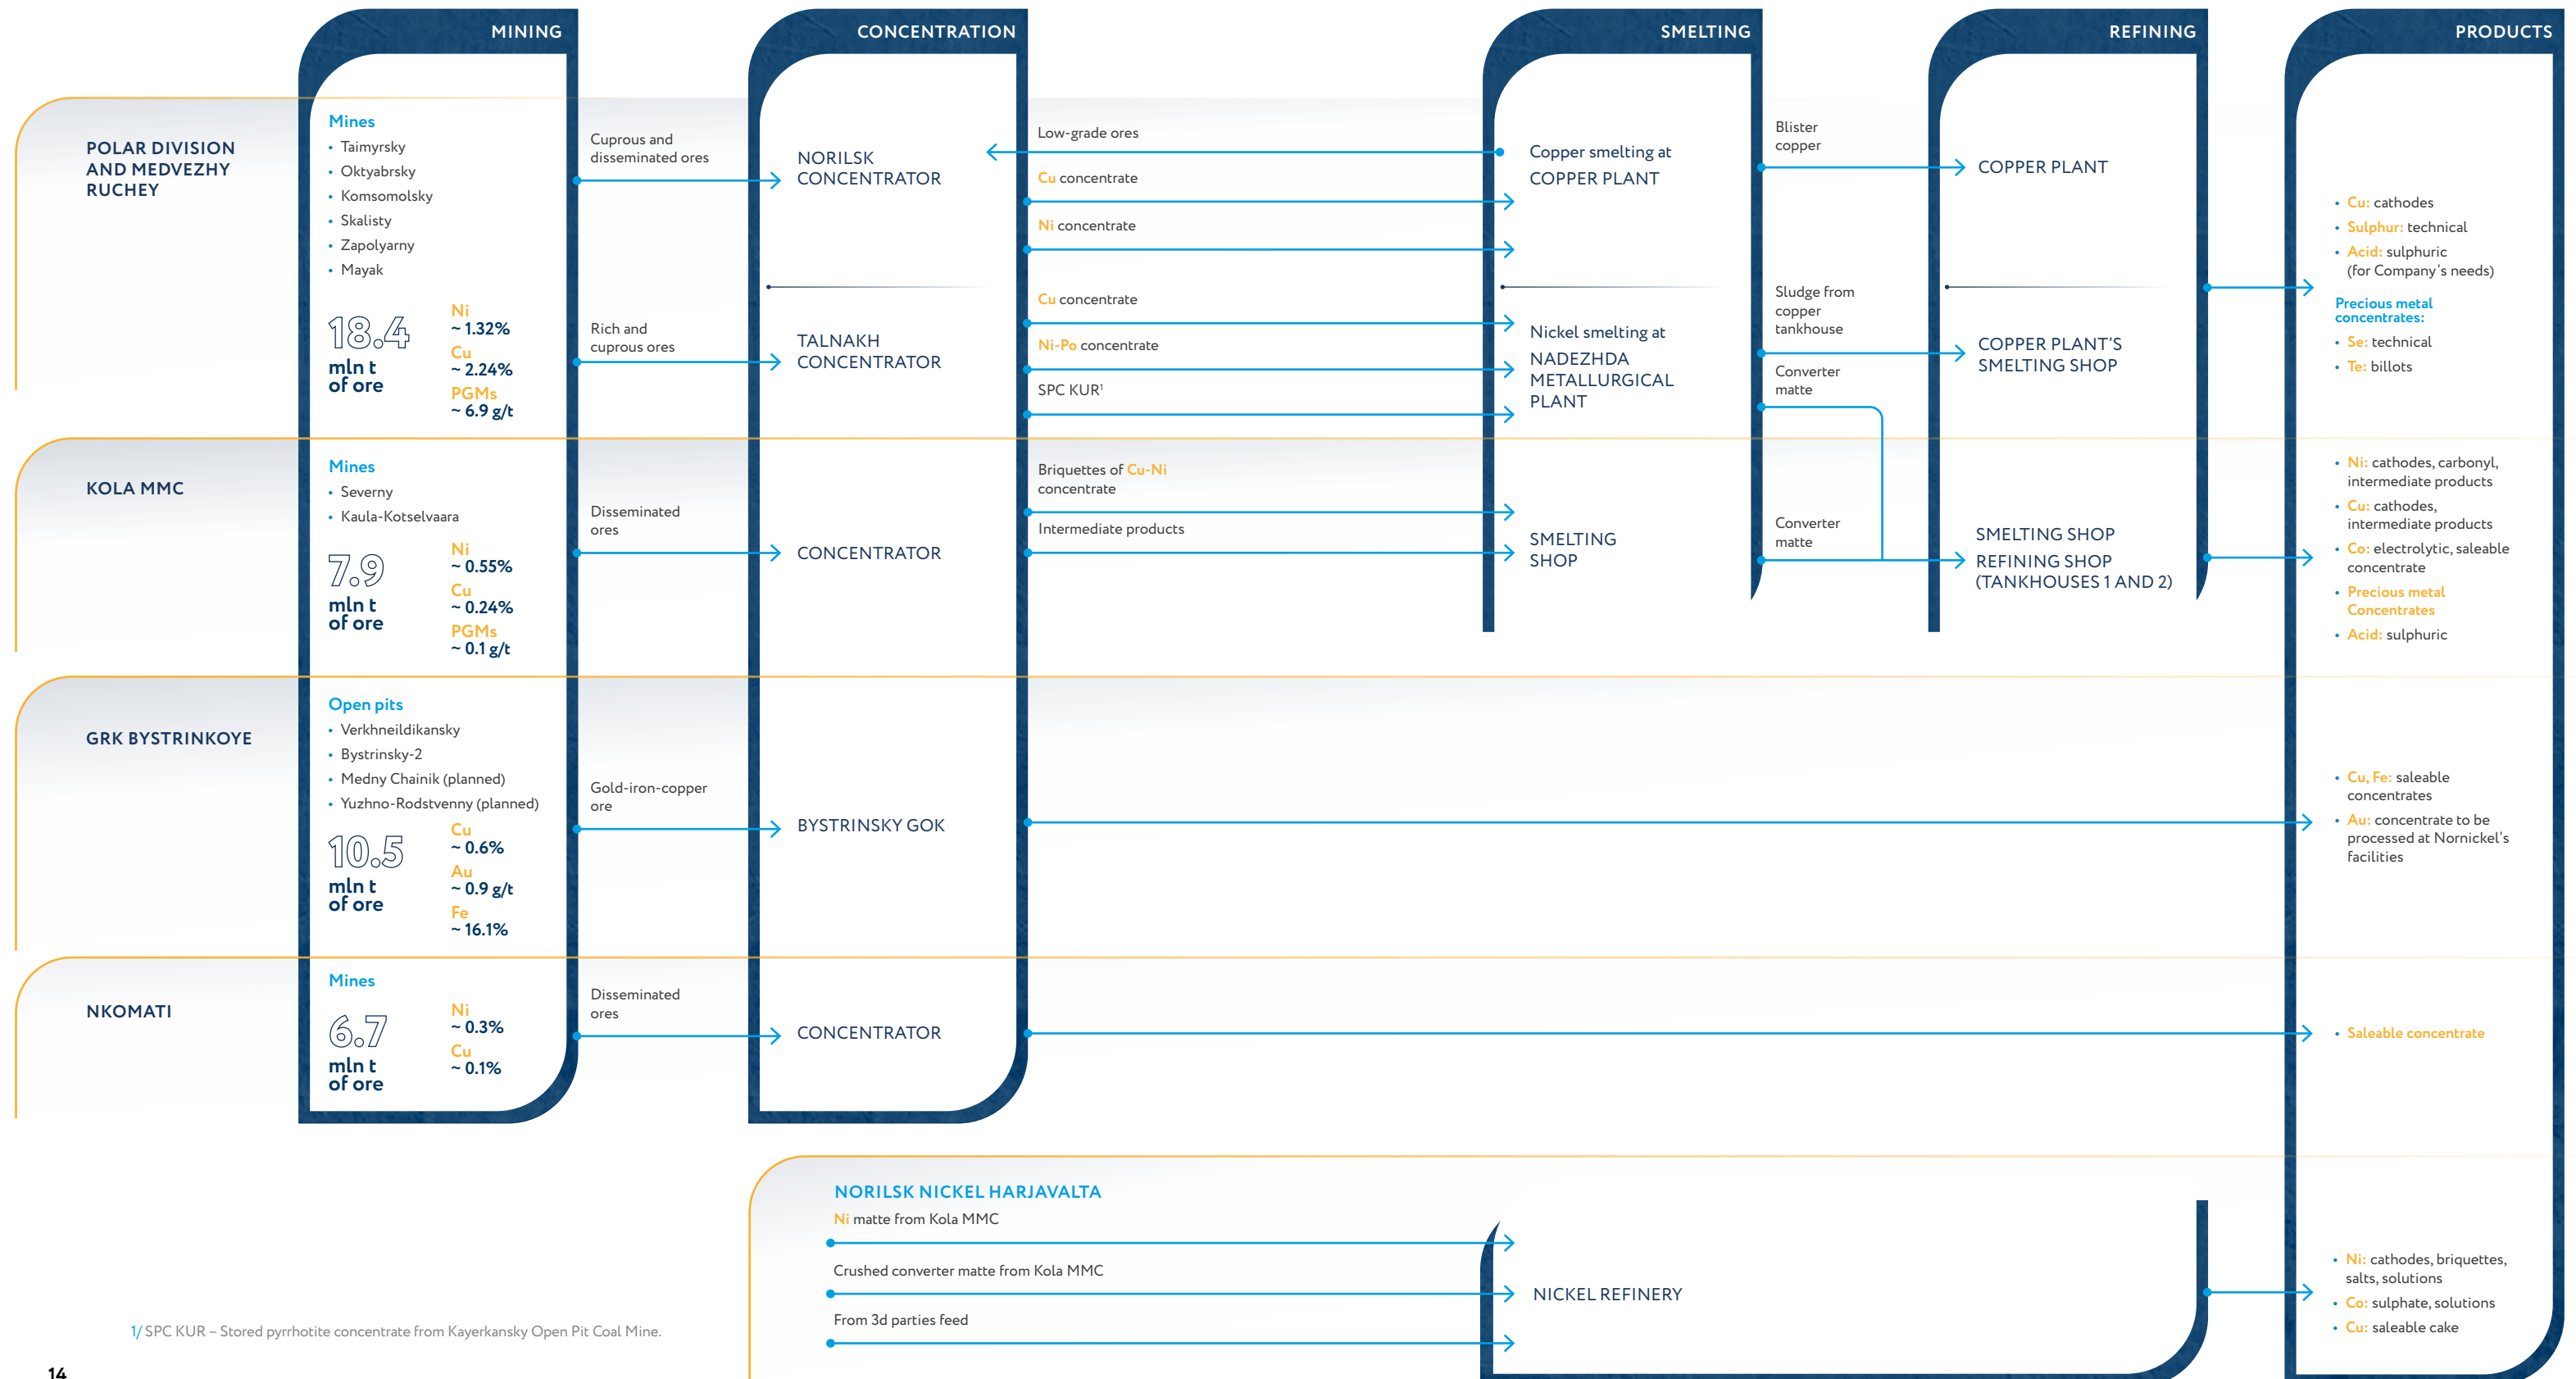 MINING
CONCENTRATION
SMELTING
REFINING
PRODUCTS
POLAR DIVISION
AND MEDVEZHY
RUCHEY
Mines
• Taimyrsky
• Oktyabrsky
• Komsomolsky
• Skalisty
• Zapolyarny
• Mayak
18.4
mln t
of ore
Ni
~ 1.32%
Cu
~ 2.24%
PGMs
~ 6.9 g/t
Cuprous and
disseminated ores
Rich and
cuprous ores
NORILSK
CONCENTRATOR
TALNAKH
CONCENTRATOR
Low-grade ores
Cu concentrate
Ni concentrate
Cu concentrate
Ni-Po concentrate
SPC KUR¹
Copper smelting at
COPPER PLANT
Nickel smelting at
NADEZHDA
METALLURGICAL
PLANT
Blister
copper
Sludge from
copper
tankhouse
Converter
matte
COPPER PLANT
COPPER PLANT'S
SMELTING SHOP
• Cu: cathodes
• Sulphur: technical
• Acid: sulphuric
(for Company's needs)
Precious metal
concentrates:
• Se: technical
• Te: billots
KOLA MMC
Mines
• Severny
• Kaula-Kotselvaara
7.9
mln t
of ore
Ni
~ 0.55%
Cu
~ 0.24%
PGMs
~ 0.1 g/t
Disseminated
ores
CONCENTRATOR
Briquettes of Cu-Ni
concentrate
Intermediate products
SMELTING
SHOP
Converter
matte
SMELTING SHOP
REFINING SHOP
(TANKHOUSES 1 AND 2)
• Ni: cathodes, carbonyl,
intermediate products
• Cu: cathodes,
intermediate products
• Co: electrolytic, saleable
concentrate
• Precious metal
Concentrates
• Acid: sulphuric
GRK BYSTRINKOYE
Open pits
• Verkhneildikansky
• Bystrinsky-2
• Medny Chainik (planned)
• Yuzhno-Rodstvenny (planned)
10.5
mln t
of ore
Cu
~ 0.6%
Au
~ 0.9 g/t
Fe
~ 16.1%
Gold-iron-copper
ore
BYSTRINSKY GOK
• Cu, Fe: saleable
concentrates
• Au: concentrate to be
processed at Nornickel's
facilities
NKOMATI
Mines
6.7
mln t
of ore
Ni
~ 0.3%
Cu
~ 0.1%
Disseminated
ores
CONCENTRATOR
• Saleable concentrate
NORILSK NICKEL HARJAVALTA
Ni matte from Kola MMC
Crushed converter matte from Kola MMC
From 3d parties feed
NICKEL REFINERY
• Ni: cathodes, briquettes,
salts, solutions
• Co: sulphate, solutions
• Cu: saleable cake
1/ SPC KUR – Stored pyrrhotite concentrate from Kayerkansky Open Pit Coal Mine.
14